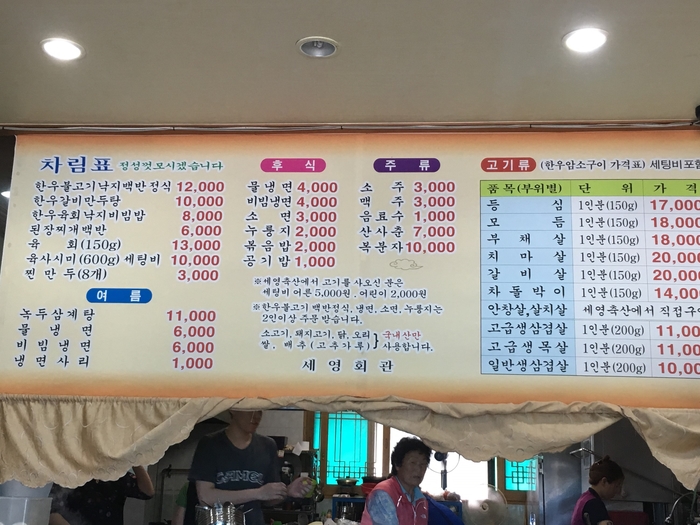 차림표 정성껏모시겠습니다
한우불고기낙지백반정식 12,000
한우갈비만두탕 10,000
한우육회낙지비빔밥 8,000
된장찌개백반 6,000
육 회(150g) 13,000
육사시미(600g) 세팅비 10,000
찐만두(8개) 3,000
여름
녹두삼계탕 11,000
물냉면 6,000
비빔냉면 6,000
냉면사리 1,000
후식
물냉면 4,000
비빔냉면 4,000
소면 3,000
누룽지 2,000
볶음밥 2,000
공기밥 1,000
주류
소주 3,000
맥주 3,000
음료수 1,000
산사춘 7,000
복분자 10,000
※세영축산에서 고기를 사오신 분은
세팅비 어른 5,000원. 어린이 2,000원
※한우불고기 백반정식, 냉면, 소면, 누룽지는
2인이상 주문 받습니다.
소고기, 돼지고기, 닭, 오리
쌀, 배추(고추가루)
국내산만
사용합니다.
세영회관
고기류 (한우암소구이 가격표) 세팅비포함
품목(부위별) 단위 가격
등심 1인분(150g) 17,000
모듬 1인분(150g) 18,000
부채살 1인분(150g) 18,000
치마살 1인분(150g) 20,000
갈비살 1인분(150g) 20,000
차돌박이 1인분(150g) 14,000
안창살,살치살 세영축산에서 직접구
고급생삼겹살 1인분(200g) 11,00
고급생목살 1인분(200g) 11,00
일반생삼겹살 1인분(200g) 10,00